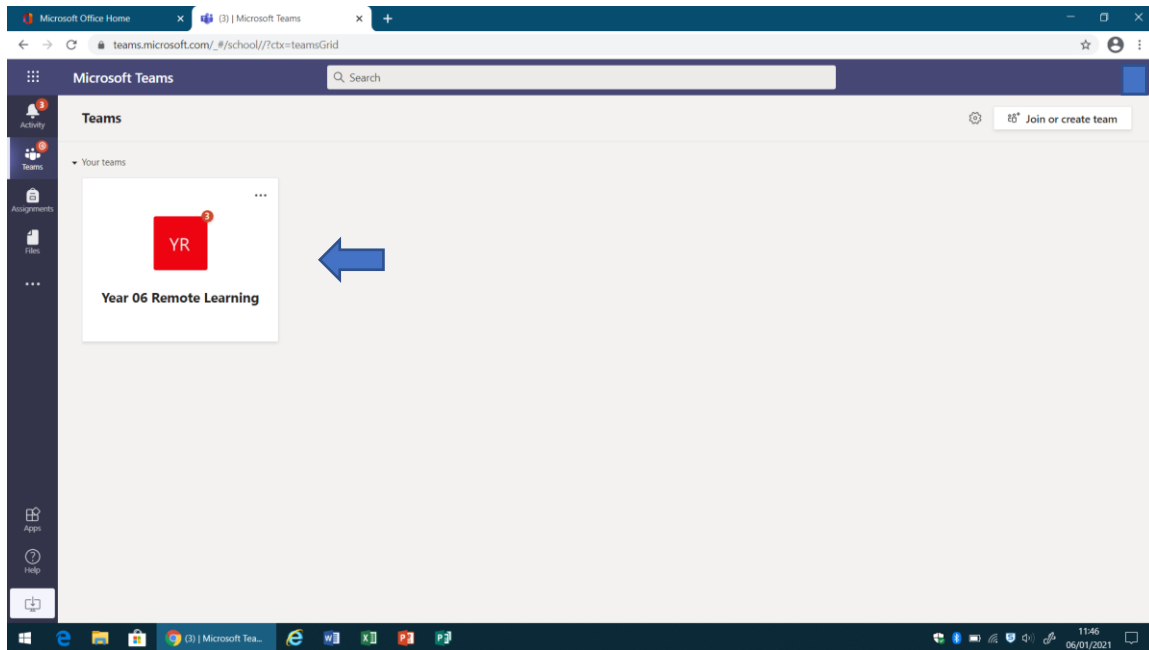 Microsoft Office Home
(3) | Microsoft Teams
teams.microsoft.com/_#/school//?ctx=teamsGrid
Microsoft Teams
Search
3
Activity
Teams
Join or create team
Teams
Your teams
Assignments
3
YR
Files
Year 06 Remote Learning
Apps
Help
(3) | Microsoft Tea...
11:46
06/01/2021